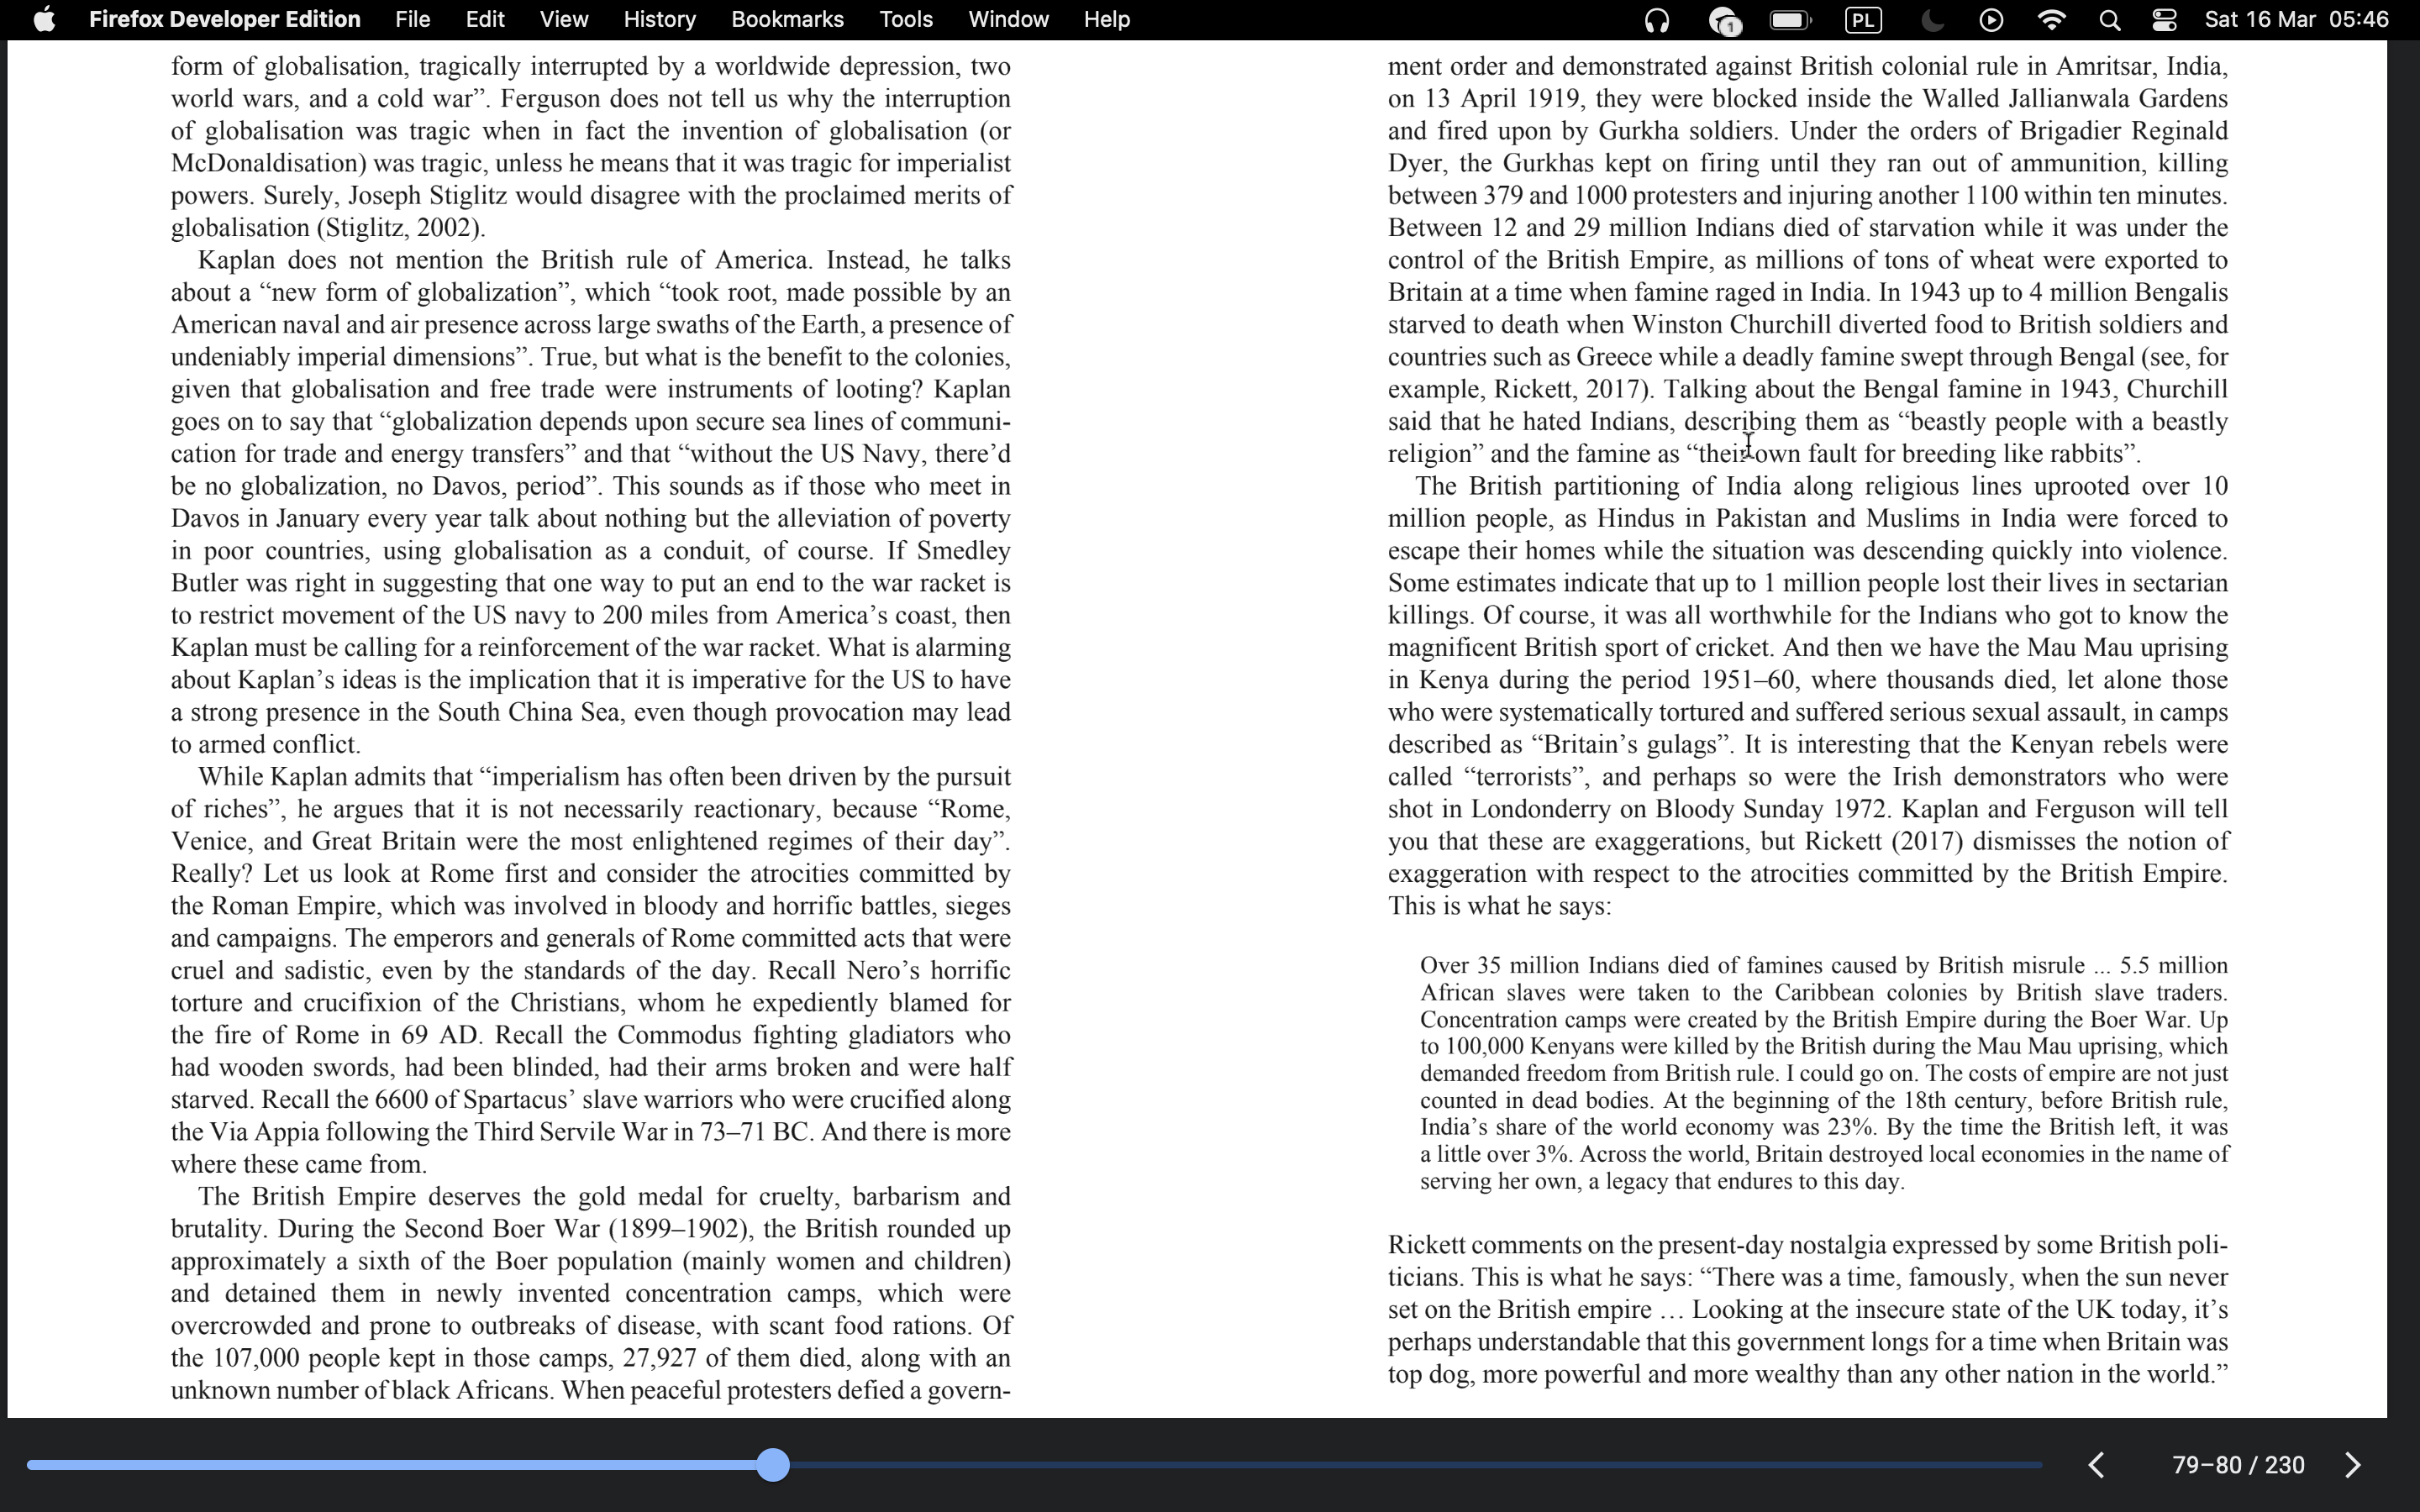 Firefox Developer Edition File Edit View History Bookmarks Tools Window Help 1 PL Sat 16 Mar 05:46
form of globalisation, tragically interrupted by a worldwide depression, two
world wars, and a cold war”. Ferguson does not tell us why the interruption
of globalisation was tragic when in fact the invention of globalisation (or
McDonaldisation) was tragic, unless he means that it was tragic for imperialist
powers. Surely, Joseph Stiglitz would disagree with the proclaimed merits of
globalisation (Stiglitz, 2002).
Kaplan does not mention the British rule of America. Instead, he talks
about a “new form of globalization”, which “took root, made possible by an
American naval and air presence across large swaths of the Earth, a presence of
undeniably imperial dimensions”. True, but what is the benefit to the colonies,
given that globalisation and free trade were instruments of looting? Kaplan
goes on to say that “globalization depends upon secure sea lines of communi-
cation for trade and energy transfers” and that “without the US Navy, there’d
be no globalization, no Davos, period”. This sounds as if those who meet in
Davos in January every year talk about nothing but the alleviation of poverty
in poor countries, using globalisation as a conduit, of course. If Smedley
Butler was right in suggesting that one way to put an end to the war racket is
to restrict movement of the US navy to 200 miles from America’s coast, then
Kaplan must be calling for a reinforcement of the war racket. What is alarming
about Kaplan’s ideas is the implication that it is imperative for the US to have
a strong presence in the South China Sea, even though provocation may lead
to armed conflict.
While Kaplan admits that “imperialism has often been driven by the pursuit
of riches”, he argues that it is not necessarily reactionary, because “Rome,
Venice, and Great Britain were the most enlightened regimes of their day”.
Really? Let us look at Rome first and consider the atrocities committed by
the Roman Empire, which was involved in bloody and horrific battles, sieges
and campaigns. The emperors and generals of Rome committed acts that were
cruel and sadistic, even by the standards of the day. Recall Nero’s horrific
torture and crucifixion of the Christians, whom he expediently blamed for
the fire of Rome in 69 AD. Recall the Commodus fighting gladiators who
had wooden swords, had been blinded, had their arms broken and were half
starved. Recall the 6600 of Spartacus’ slave warriors who were crucified along
the Via Appia following the Third Servile War in 73–71 BC. And there is more
where these came from.
The British Empire deserves the gold medal for cruelty, barbarism and
brutality. During the Second Boer War (1899–1902), the British rounded up
approximately a sixth of the Boer population (mainly women and children)
and detained them in newly invented concentration camps, which were
overcrowded and prone to outbreaks of disease, with scant food rations. Of
the 107,000 people kept in those camps, 27,927 of them died, along with an
unknown number of black Africans. When peaceful protesters defied a govern-
ment order and demonstrated against British colonial rule in Amritsar, India,
on 13 April 1919, they were blocked inside the Walled Jallianwala Gardens
and fired upon by Gurkha soldiers. Under the orders of Brigadier Reginald
Dyer, the Gurkhas kept on firing until they ran out of ammunition, killing
between 379 and 1000 protesters and injuring another 1100 within ten minutes.
Between 12 and 29 million Indians died of starvation while it was under the
control of the British Empire, as millions of tons of wheat were exported to
Britain at a time when famine raged in India. In 1943 up to 4 million Bengalis
starved to death when Winston Churchill diverted food to British soldiers and
countries such as Greece while a deadly famine swept through Bengal (see, for
example, Rickett, 2017). Talking about the Bengal famine in 1943, Churchill
said that he hated Indians, describing them as “beastly people with a beastly
religion” and the famine as “their own fault for breeding like rabbits”.
The British partitioning of India along religious lines uprooted over 10
million people, as Hindus in Pakistan and Muslims in India were forced to
escape their homes while the situation was descending quickly into violence.
Some estimates indicate that up to 1 million people lost their lives in sectarian
killings. Of course, it was all worthwhile for the Indians who got to know the
magnificent British sport of cricket. And then we have the Mau Mau uprising
in Kenya during the period 1951–60, where thousands died, let alone those
who were systematically tortured and suffered serious sexual assault, in camps
described as “Britain’s gulags”. It is interesting that the Kenyan rebels were
called “terrorists”, and perhaps so were the Irish demonstrators who were
shot in Londonderry on Bloody Sunday 1972. Kaplan and Ferguson will tell
you that these are exaggerations, but Rickett (2017) dismisses the notion of
exaggeration with respect to the atrocities committed by the British Empire.
This is what he says:
Over 35 million Indians died of famines caused by British misrule ... 5.5 million
African slaves were taken to the Caribbean colonies by British slave traders.
Concentration camps were created by the British Empire during the Boer War. Up
to 100,000 Kenyans were killed by the British during the Mau Mau uprising, which
demanded freedom from British rule. I could go on. The costs of empire are not just
counted in dead bodies. At the beginning of the 18th century, before British rule,
India’s share of the world economy was 23%. By the time the British left, it was
a little over 3%. Across the world, Britain destroyed local economies in the name of
serving her own, a legacy that endures to this day.
Rickett comments on the present-day nostalgia expressed by some British poli-
ticians. This is what he says: “There was a time, famously, when the sun never
set on the British empire … Looking at the insecure state of the UK today, it’s
perhaps understandable that this government longs for a time when Britain was
top dog, more powerful and more wealthy than any other nation in the world.”
79–80 / 230